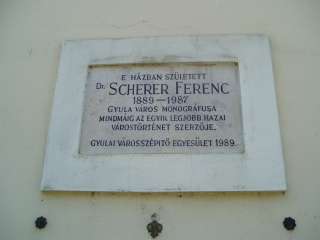 E HÁZBAN SZÜLETETT
Dr. SCHERER FERENC
1889–1987
GYULA VÁROS MONOGRÁFUSA
MINDMÁIG AZ EGYIK LEGJOBB HAZAI
VÁROSTÖRTÉNET SZERZŐJE.
GYULAI VÁROSSZÉPÍTŐ EGYESÜLET 1989.